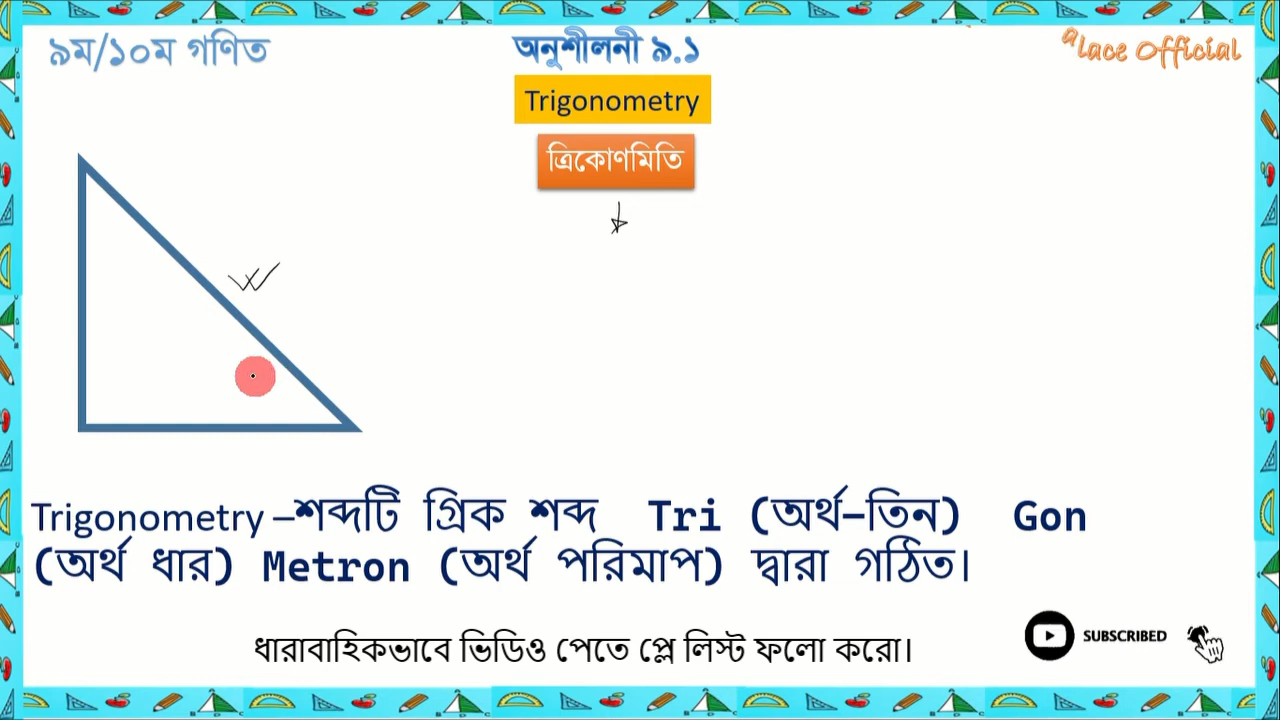 ৯ম/১০ম গণিত
অনুশীলনী ৯.১
alace Official
Trigonometry
ত্রিকোণমিতি
Trigonometry –শব্দটি গ্রিক শব্দ Tri (অর্থ–তিন) Gon
(অর্থ ধার) Metron (অর্থ পরিমাপ) দ্বারা গঠিত।
SUBSCRIBED
ধারাবাহিকভাবে ভিডিও পেতে প্লে লিস্ট ফলো করো।